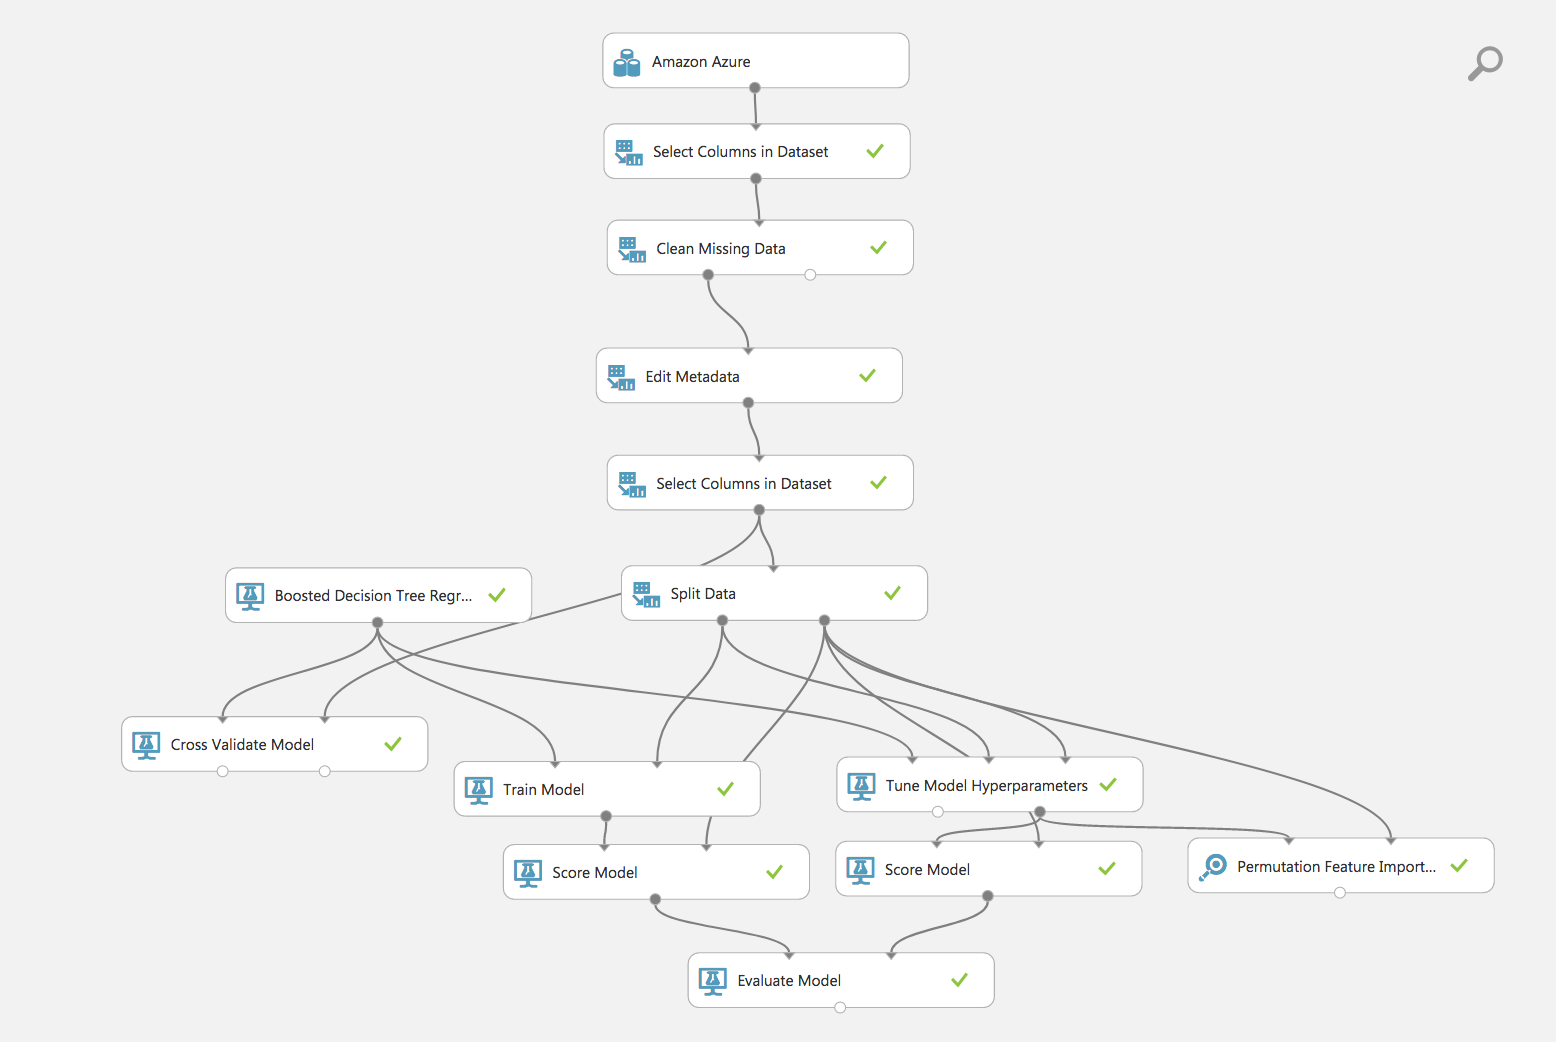 Amazon Azure
Select Columns in Dataset
Clean Missing Data
Edit Metadata
Select Columns in Dataset
Boosted Decision Tree Regr...
Split Data
Cross Validate Model
Train Model
Tune Model Hyperparameters
Score Model
Score Model
Permutation Feature Import...
Evaluate Model